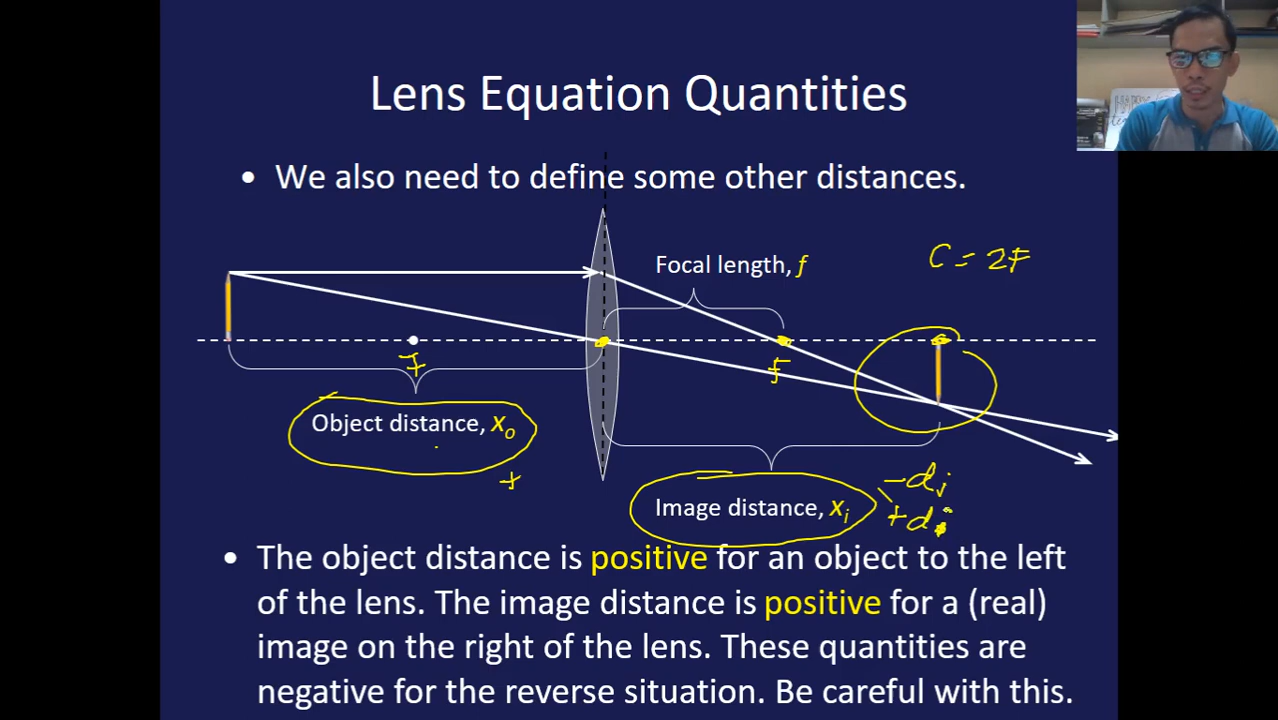 Lens Equation Quantities
• We also need to define some other distances.
Focal length, f
C = 2F
F
F
Object distance, xo
+
Image distance, xi
-di
+di
• The object distance is positive for an object to the left
of the lens. The image distance is positive for a (real)
image on the right of the lens. These quantities are
negative for the reverse situation. Be careful with this.